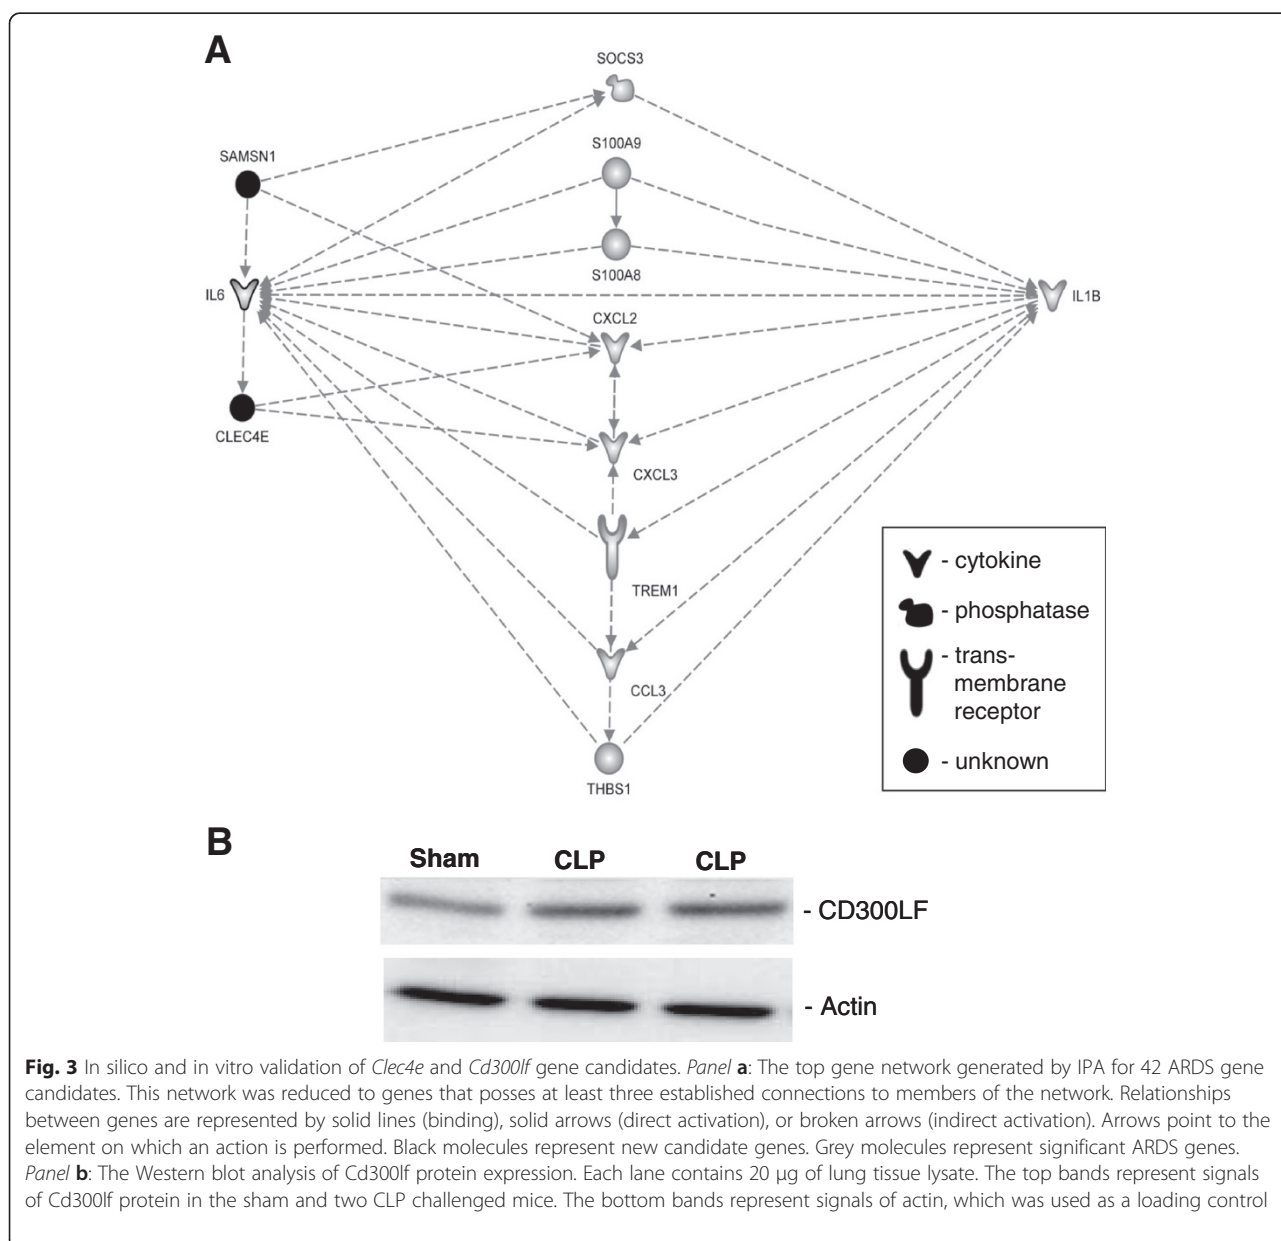 A
SOCS3
S100A9
SAMSN1
S100A8
IL6
IL1B
CXCL2
CLEC4E
CXCL3
TREM1
CCL3
THBS1
- cytokine
- phosphatase
- trans-
membrane
receptor
- unknown
B
Sham CLP CLP
- CD300LF
- Actin
Fig. 3 In silico and in vitro validation of Clec4e and Cd300lf gene candidates. Panel a: The top gene network generated by IPA for 42 ARDS gene
candidates. This network was reduced to genes that posses at least three established connections to members of the network. Relationships
between genes are represented by solid lines (binding), solid arrows (direct activation), or broken arrows (indirect activation). Arrows point to the
element on which an action is performed. Black molecules represent new candidate genes. Grey molecules represent significant ARDS genes.
Panel b: The Western blot analysis of Cd300lf protein expression. Each lane contains 20 μg of lung tissue lysate. The top bands represent signals
of Cd300lf protein in the sham and two CLP challenged mice. The bottom bands represent signals of actin, which was used as a loading control